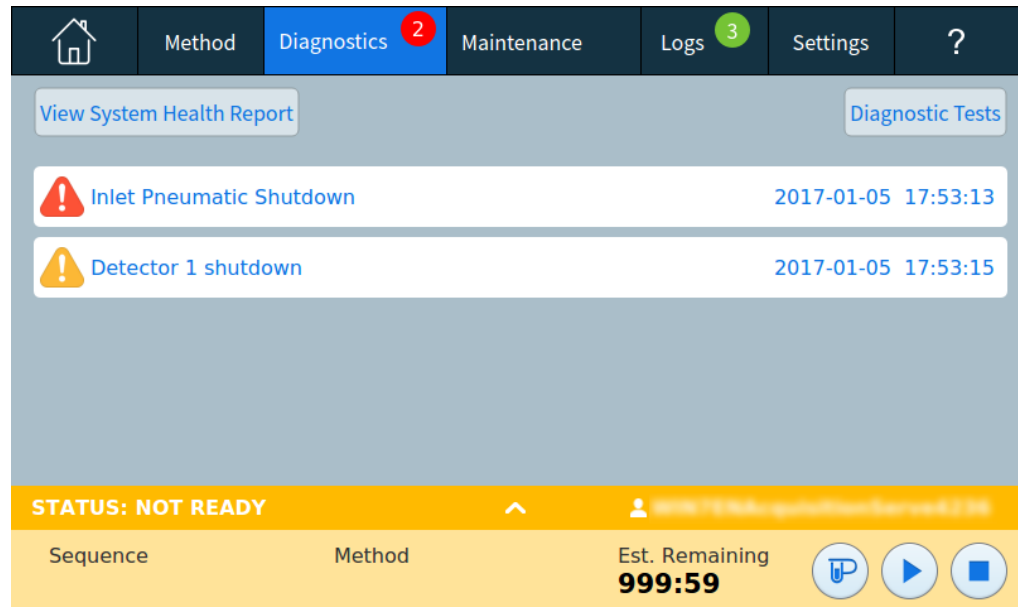 Method Diagnostics 2 Maintenance Logs 3 Settings ?
View System Health Report Diagnostic Tests
Inlet Pneumatic Shutdown 2017-01-05 17:53:13
Detector 1 shutdown 2017-01-05 17:53:15
STATUS: NOT READY
Sequence Method Est. Remaining
999:59